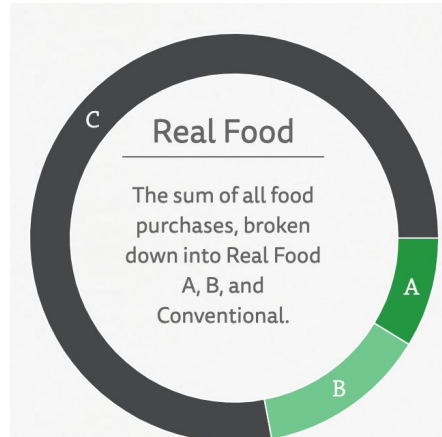 C
Real Food
The sum of all food
purchases, broken
down into Real Food
A, B, and
Conventional.
A
B